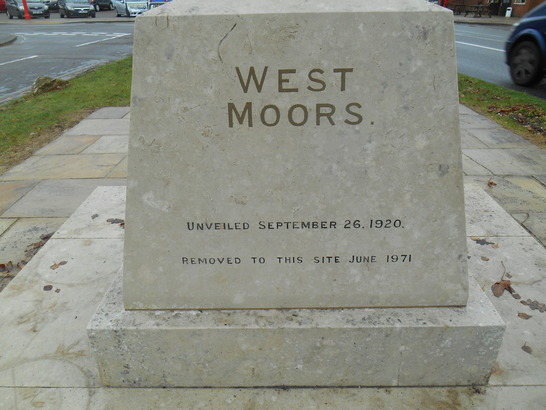 WEST
MOORS.
UNVEILED SEPTEMBER 26. 1920.
REMOVED TO THIS SITE JUNE 1971